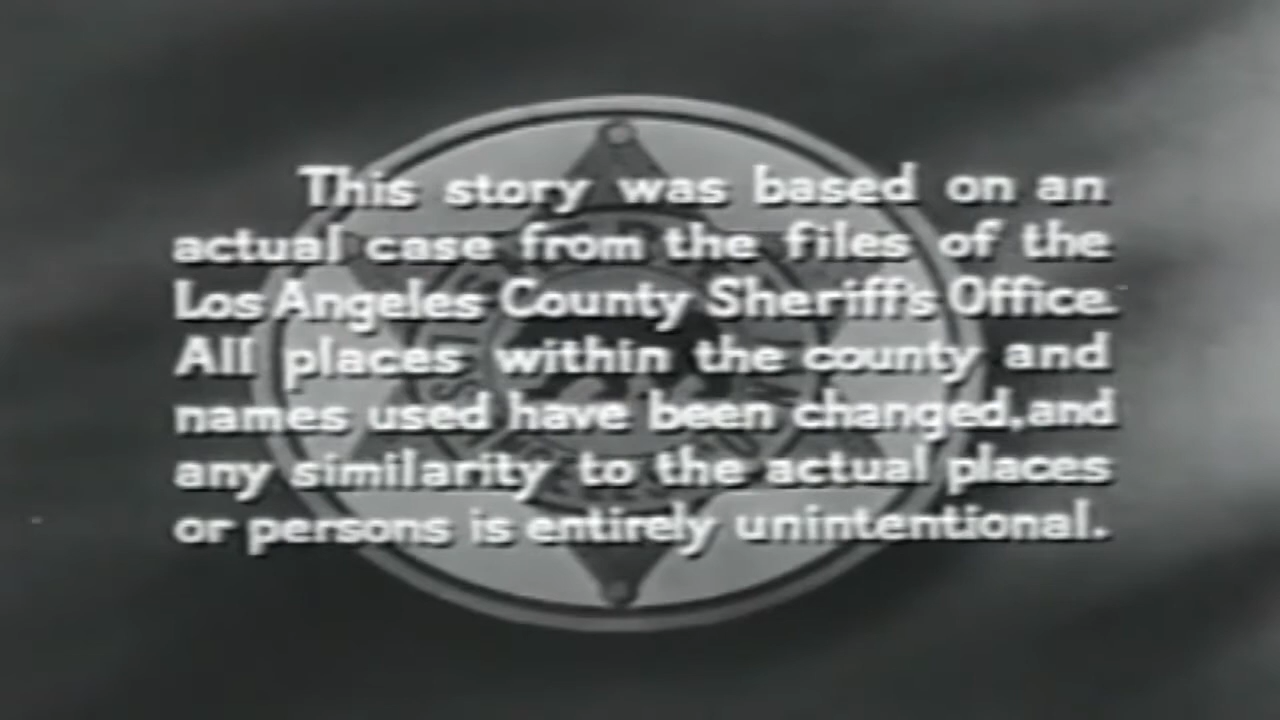 This story was based on an
actual case from the files of the
Los Angeles County Sheriff's Office.
All places within the county and
names used have been changed, and
any similarity to the actual places
or persons is entirely unintentional.